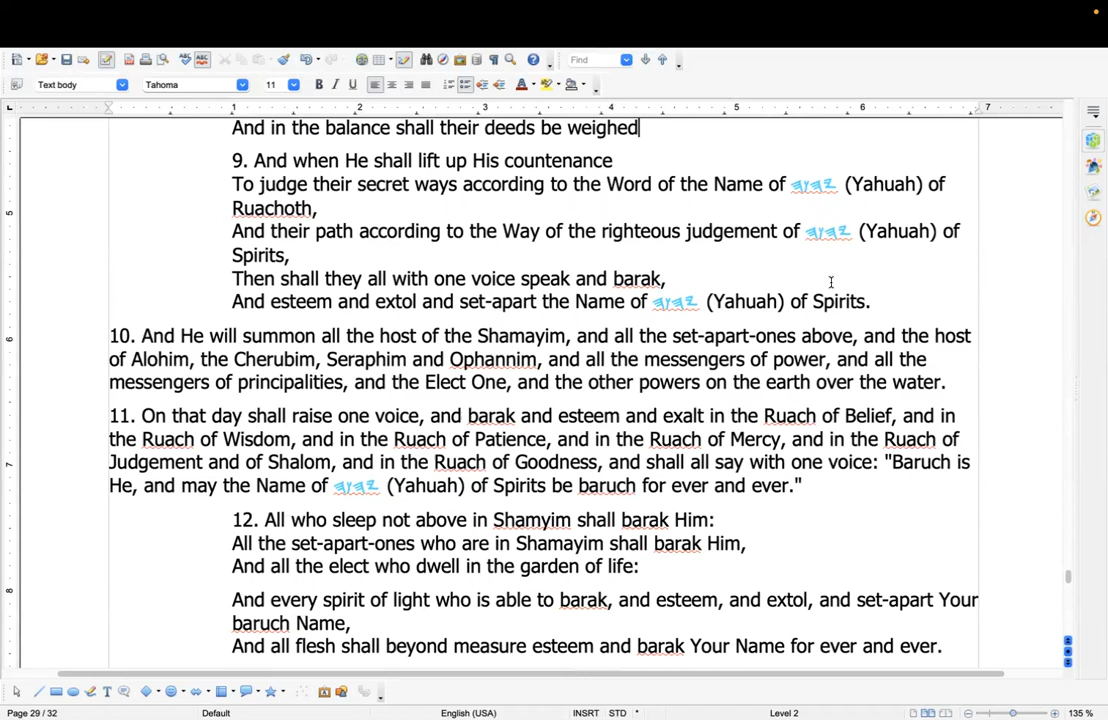 Find
Text body
Tahoma
11
B I U
1 2 3 4 5 6 7
And in the balance shall their deeds be weighed
9. And when He shall lift up His countenance
To judge their secret ways according to the Word of the Name of 𐤉𐤄𐤅𐤄 (Yahuah) of
Ruachoth,
And their path according to the Way of the righteous judgement of 𐤉𐤄𐤅𐤄 (Yahuah) of
Spirits,
Then shall they all with one voice speak and barak,
And esteem and extol and set-apart the Name of 𐤉𐤄𐤅𐤄 (Yahuah) of Spirits.
10. And He will summon all the host of the Shamayim, and all the set-apart-ones above, and the host
of Alohim, the Cherubim, Seraphim and Ophannim, and all the messengers of power, and all the
messengers of principalities, and the Elect One, and the other powers on the earth over the water.
11. On that day shall raise one voice, and barak and esteem and exalt in the Ruach of Belief, and in
the Ruach of Wisdom, and in the Ruach of Patience, and in the Ruach of Mercy, and in the Ruach of
Judgement and of Shalom, and in the Ruach of Goodness, and shall all say with one voice: "Baruch is
He, and may the Name of 𐤉𐤄𐤅𐤄 (Yahuah) of Spirits be baruch for ever and ever."
12. All who sleep not above in Shamyim shall barak Him:
All the set-apart-ones who are in Shamayim shall barak Him,
And all the elect who dwell in the garden of life:
And every spirit of light who is able to barak, and esteem, and extol, and set-apart Your
baruch Name,
And all flesh shall beyond measure esteem and barak Your Name for ever and ever.
5
6
7
8
Page 29 / 32
Default
English (USA)
INSRT
STD
*
Level 2
135 %